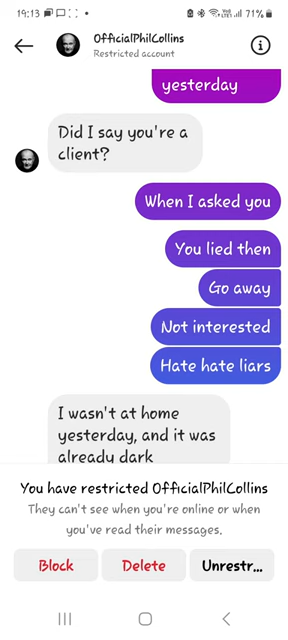 19:13
71%
OfficialPhilCollins
Restricted account
yesterday
Did I say you're a
client?
When I asked you
You lied then
Go away
Not interested
Hate hate liars
I wasn't at home
yesterday, and it was
already dark
You have restricted OfficialPhilCollins
They can't see when you're online or when
you've read their messages.
Block
Delete
Unrestr...